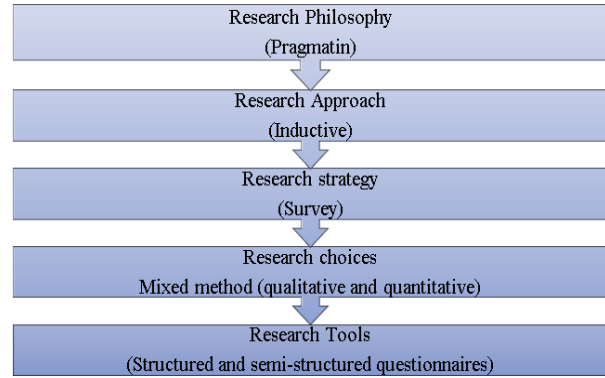 Research Philosophy
(Pragmatin)
Research Approach
(Inductive)
Research strategy
(Survey)
Research choices
Mixed method (qualitative and quantitative)
Research Tools
(Structured and semi-structured questionnaires)